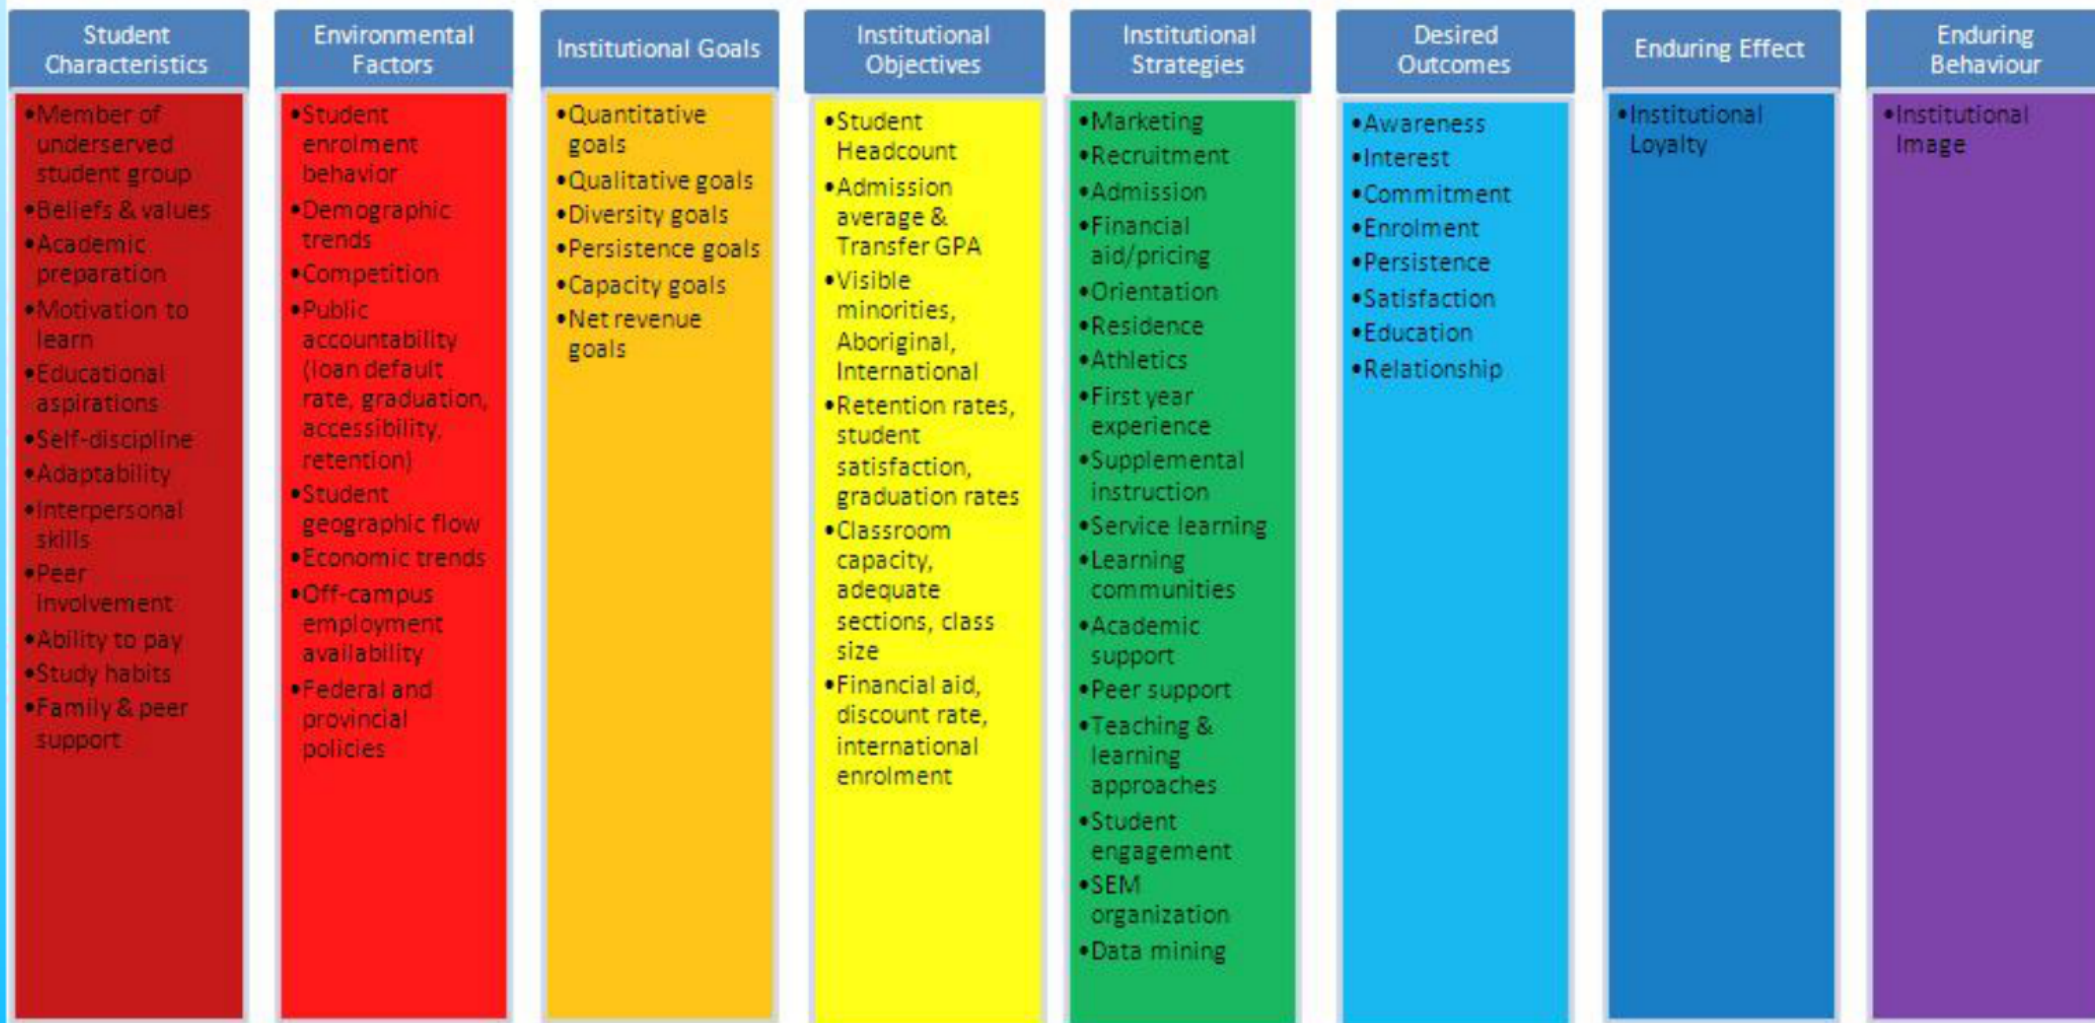 Student
Characteristics
•Member of
underserved
student group
•Beliefs & values
•Academic
preparation
•Motivation to
learn
•Educational
aspirations
•Self-discipline
•Adaptability
•Interpersonal
skills
•Peer
involvement
•Ability to pay
•Study habits
•Family & peer
support
Environmental
Factors
•Student
enrolment
behavior
•Demographic
trends
•Competition
•Public
accountability
(loan default
rate, graduation,
accessibility,
retention)
•Student
geographic flow
•Economic trends
•Off-campus
employment
availability
•Federal and
provincial
policies
Institutional Goals
•Quantitative
goals
•Qualitative goals
•Diversity goals
•Persistence goals
•Capacity goals
•Net revenue
goals
Institutional
Objectives
•Student
Headcount
•Admission
average &
Transfer GPA
•Visible
minorities,
Aboriginal,
International
•Retention rates,
student
satisfaction,
graduation rates
•Classroom
capacity,
adequate
sections, class
size
•Financial aid,
discount rate,
international
enrolment
Institutional
Strategies
•Marketing
•Recruitment
•Admission
•Financial
aid/pricing
•Orientation
•Residence
•Athletics
•First year
experience
•Supplemental
instruction
•Service learning
•Learning
communities
•Academic
support
•Peer support
•Teaching &
learning
approaches
•Student
engagement
•SEM
organization
•Data mining
Desired
Outcomes
•Awareness
•Interest
•Commitment
•Enrolment
•Persistence
•Satisfaction
•Education
•Relationship
Enduring Effect
•Institutional
Loyalty
Enduring
Behaviour
•Institutional
Image